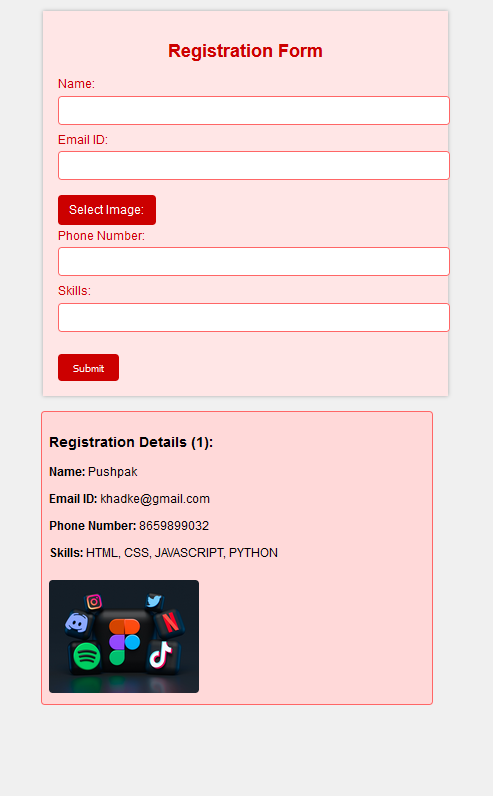 Registration Form
Name:
Email ID:
Select Image:
Phone Number:
Skills:
Submit
Registration Details (1):
Name: Pushpak
Email ID: khadke@gmail.com
Phone Number: 8659899032
Skills: HTML, CSS, JAVASCRIPT, PYTHON